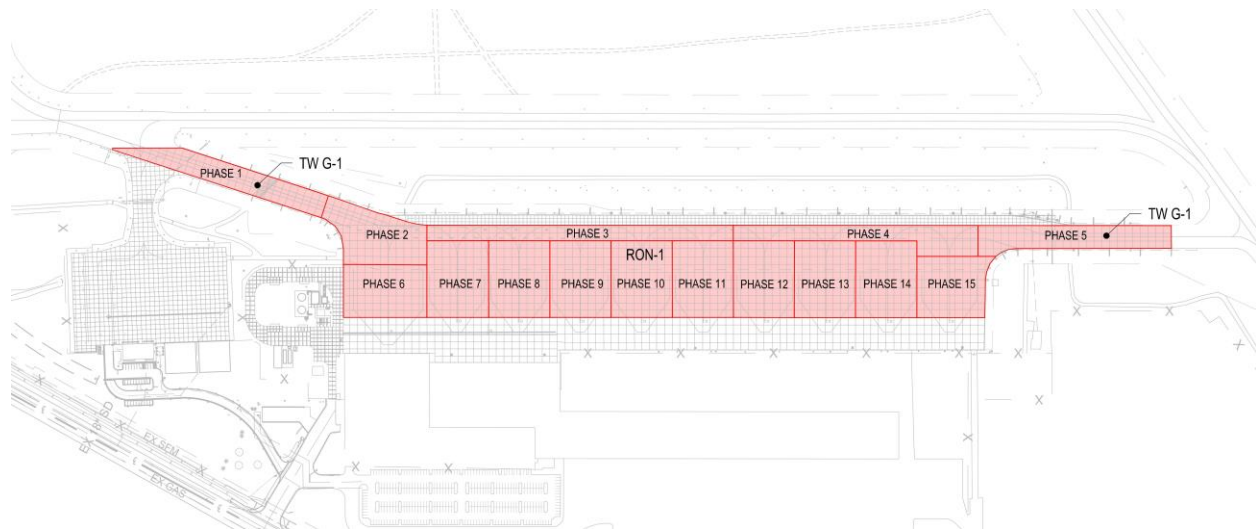 TW G-1
PHASE 1
TW G-1
PHASE 2
PHASE 3
PHASE 4
PHASE 5
RON-1
PHASE 6
PHASE 7
PHASE 8
PHASE 9
PHASE 10
PHASE 11
PHASE 12
PHASE 13
PHASE 14
PHASE 15
EX SFM
EX GAS